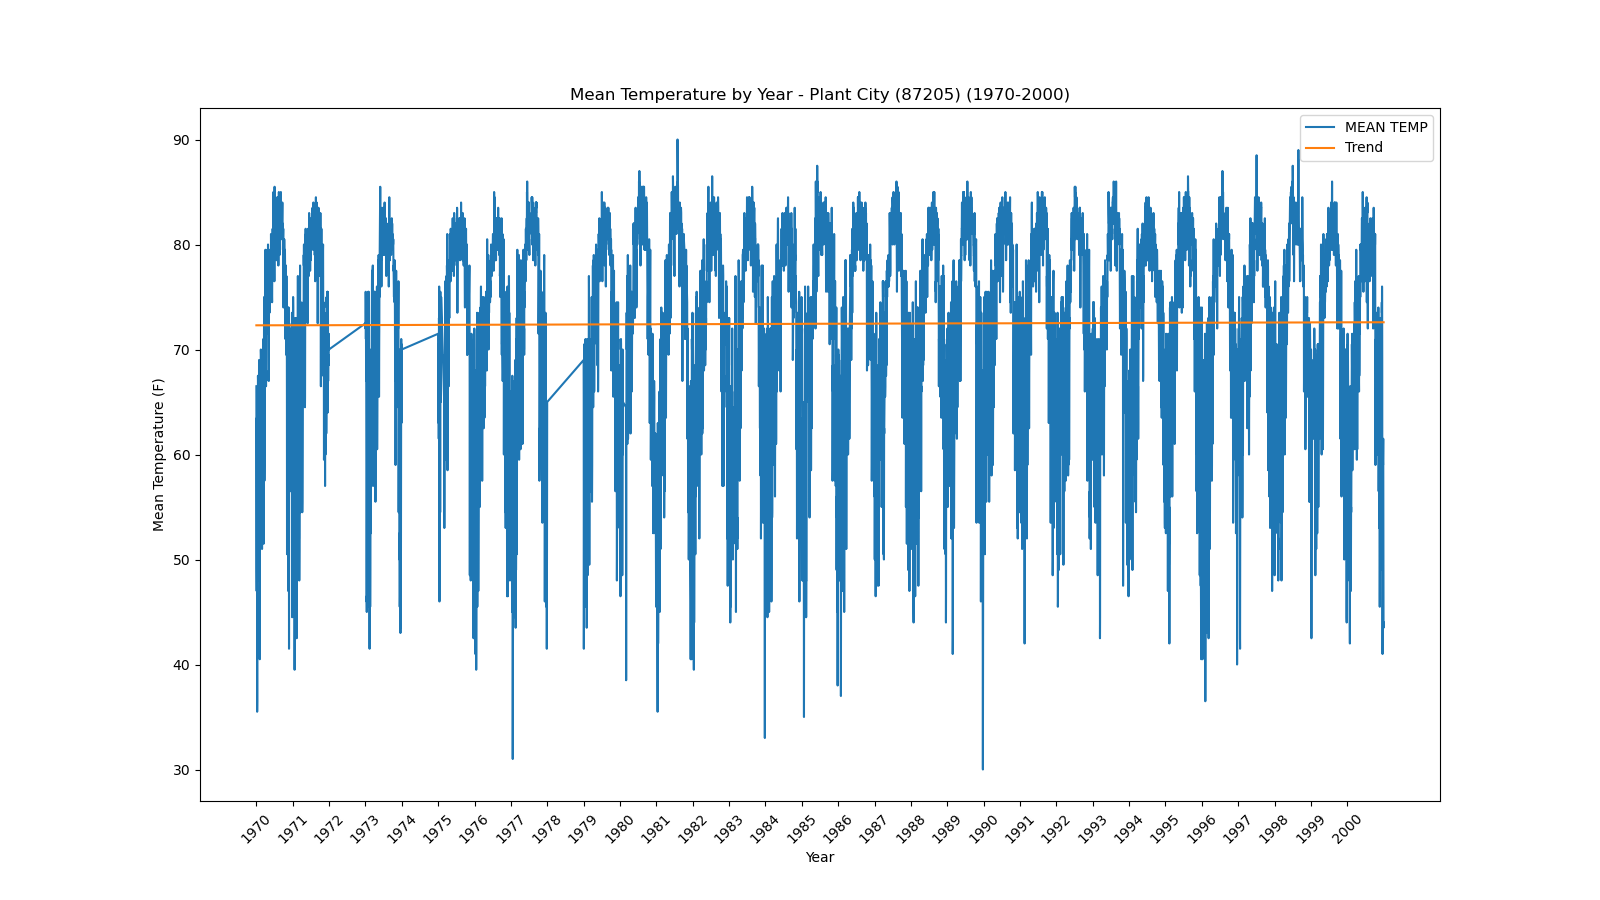 Mean Temperature by Year - Plant City (87205) (1970-2000)
MEAN TEMP
Trend
Mean Temperature (F)
90
80
70
60
50
40
30
1970 1971 1972 1973 1974 1975 1976 1977 1978 1979 1980 1981 1982 1983 1984 1985 1986 1987 1988 1989 1990 1991 1992 1993 1994 1995 1996 1997 1998 1999 2000
Year